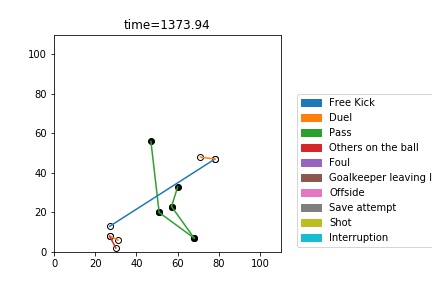 time=1373.94
100
80
60
40
20
0
0 20 40 60 80 100
Free Kick
Duel
Pass
Others on the ball
Foul
Goalkeeper leaving l
Offside
Save attempt
Shot
Interruption